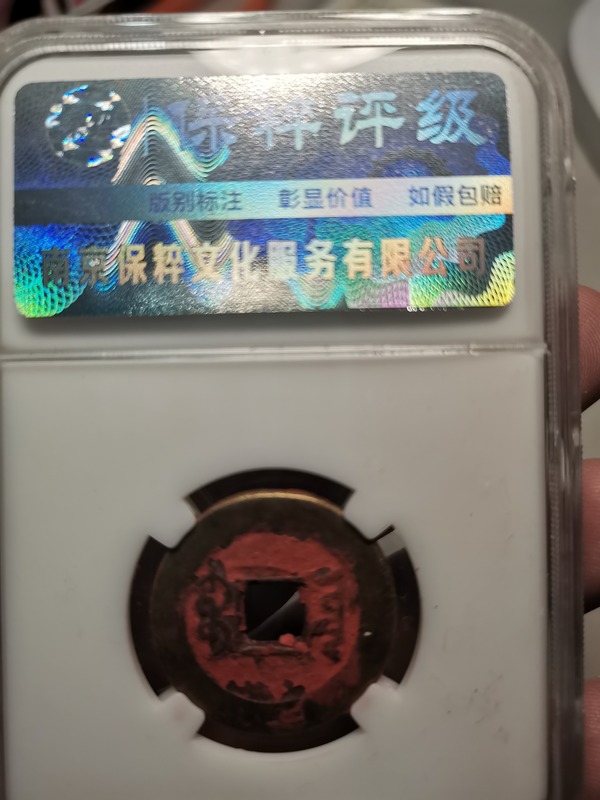 保粹评级
版别标注 彰显价值 如假包赔
南京保粹文化服务有限公司